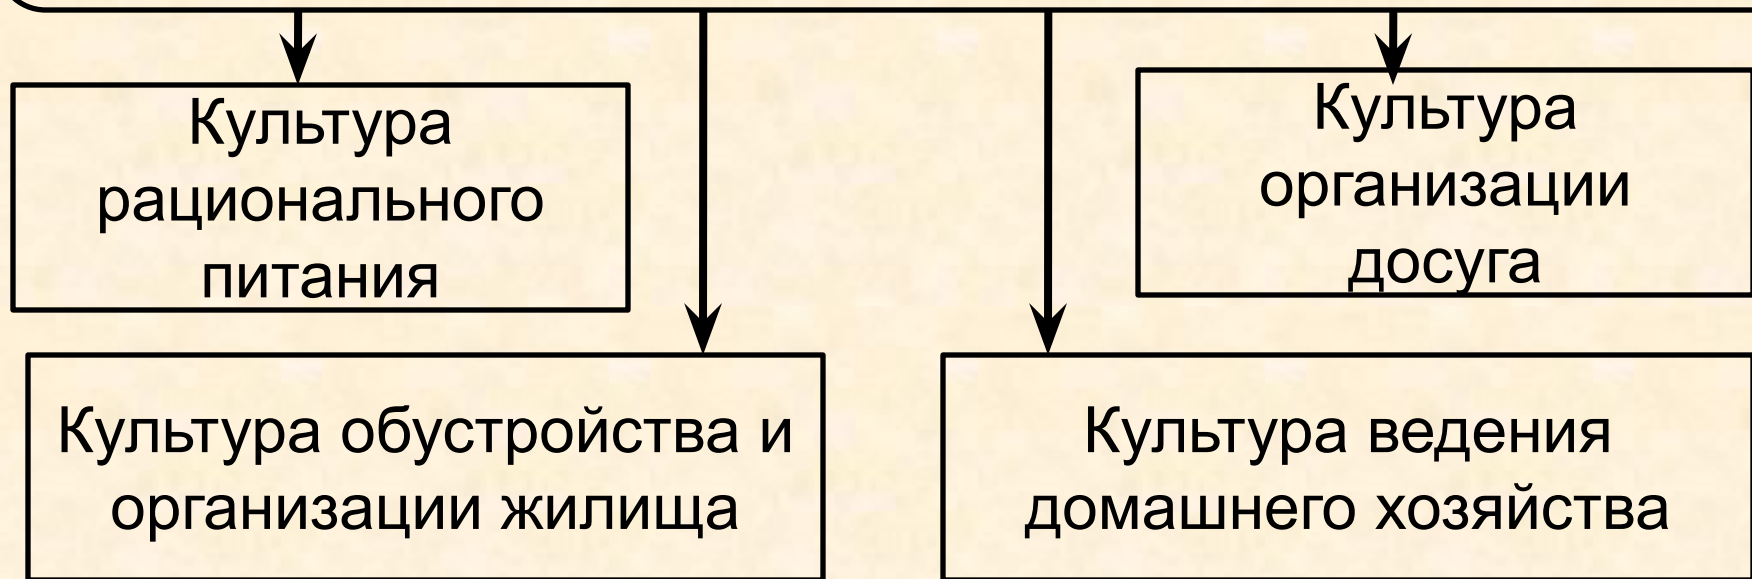 Культура
рационального
питания
Культура
организации
досуга
Культура обустройства и
организации жилища
Культура ведения
домашнего хозяйства